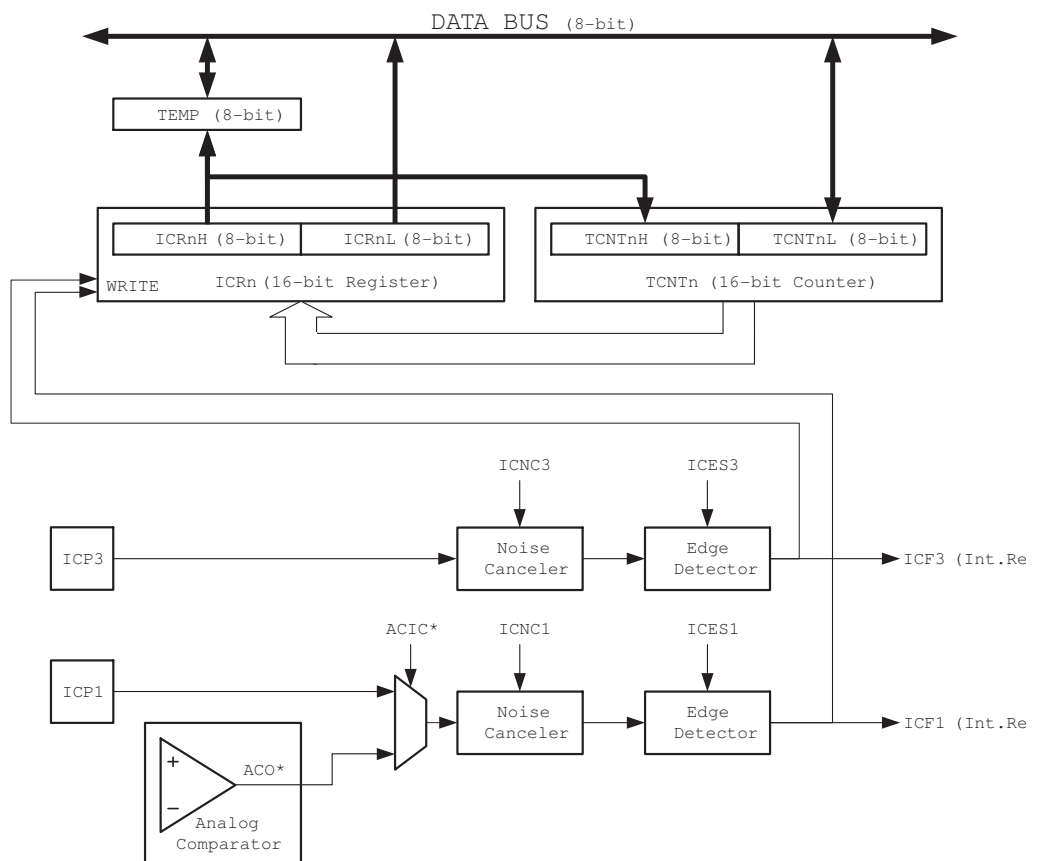 DATA BUS (8-bit)
TEMP (8-bit)
ICRnH (8-bit)
ICRnL (8-bit)
TCNTnH (8-bit)
TCNTnL (8-bit)
WRITE
ICRn (16-bit Register)
TCNTn (16-bit Counter)
ICNC3
ICES3
ICP3
Noise
Canceler
Edge
Detector
ICF3 (Int.Re
ACIC*
ICNC1
ICES1
ICP1
Noise
Canceler
Edge
Detector
ICF1 (Int.Re
+
ACO*
−
Analog
Comparator